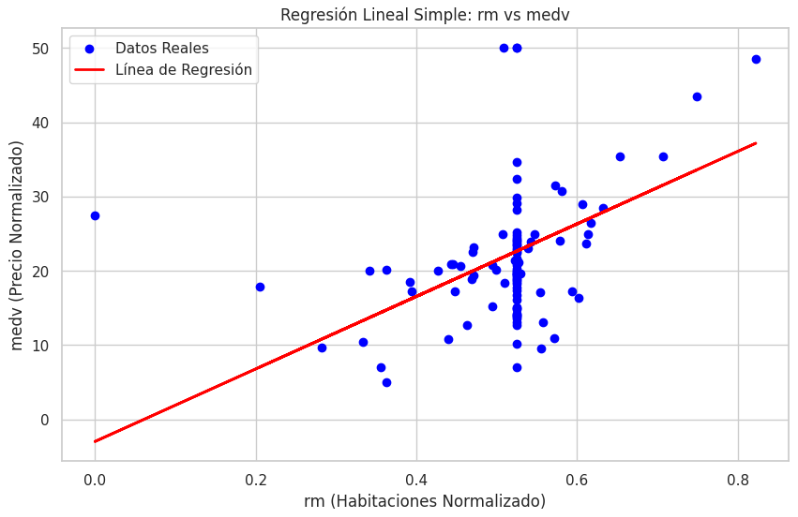 Regresión Lineal Simple: rm vs medv
Datos Reales
Línea de Regresión
medv (Precio Normalizado)
50
40
30
20
10
0
0.0
0.2
0.4
0.6
0.8
rm (Habitaciones Normalizado)